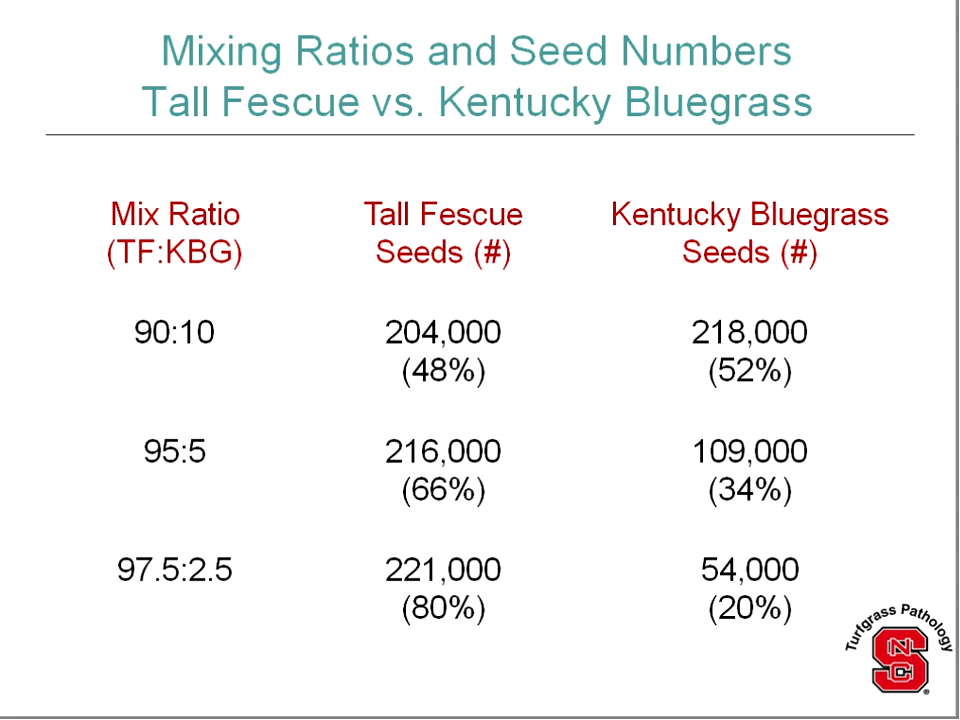 Mixing Ratios and Seed Numbers
Tall Fescue vs. Kentucky Bluegrass
Mix Ratio Tall Fescue Kentucky Bluegrass
(TF:KBG) Seeds (#) Seeds (#)
90:10 204,000 218,000
(48%) (52%)
95:5 216,000 109,000
(66%) (34%)
97.5:2.5 221,000 54,000
(80%) (20%)
Turfgrass Pathology
NCS
®